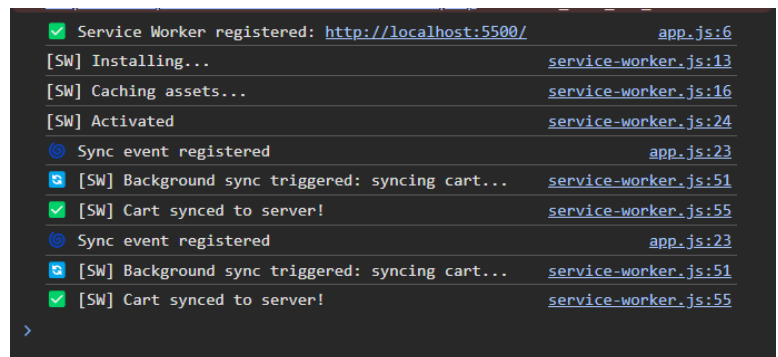 ✅ Service Worker registered: http://localhost:5500/ app.js:6
[SW] Installing... service-worker.js:13
[SW] Caching assets... service-worker.js:16
[SW] Activated service-worker.js:24
🌀 Sync event registered app.js:23
🔄 [SW] Background sync triggered: syncing cart... service-worker.js:51
✅ [SW] Cart synced to server! service-worker.js:55
🌀 Sync event registered app.js:23
🔄 [SW] Background sync triggered: syncing cart... service-worker.js:51
✅ [SW] Cart synced to server! service-worker.js:55